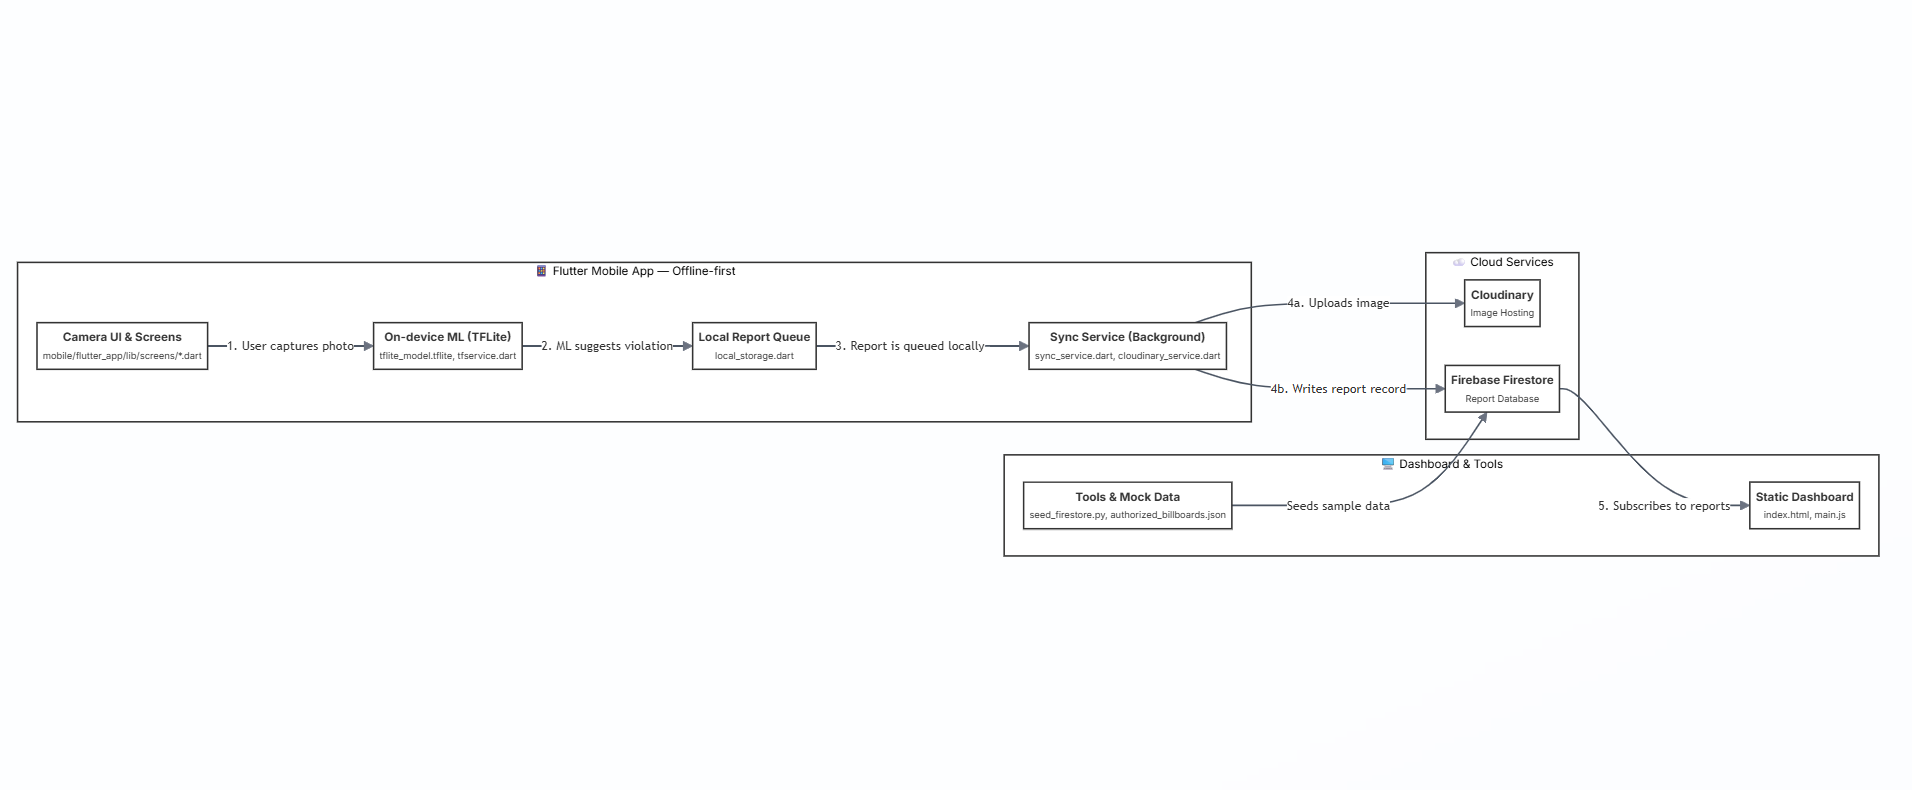 Flutter Mobile App — Offline-first
Camera UI & Screens
mobile/flutter_app/lib/screens/*.dart
1. User captures photo
On-device ML (TFLite)
tflite_model.tflite, tfservice.dart
2. ML suggests violation
Local Report Queue
local_storage.dart
3. Report is queued locally
Sync Service (Background)
sync_service.dart, cloudinary_service.dart
4a. Uploads image
4b. Writes report record
Cloud Services
Cloudinary
Image Hosting
Firebase Firestore
Report Database
Dashboard & Tools
Tools & Mock Data
seed_firestore.py, authorized_billboards.json
Seeds sample data
5. Subscribes to reports
Static Dashboard
index.html, main.js